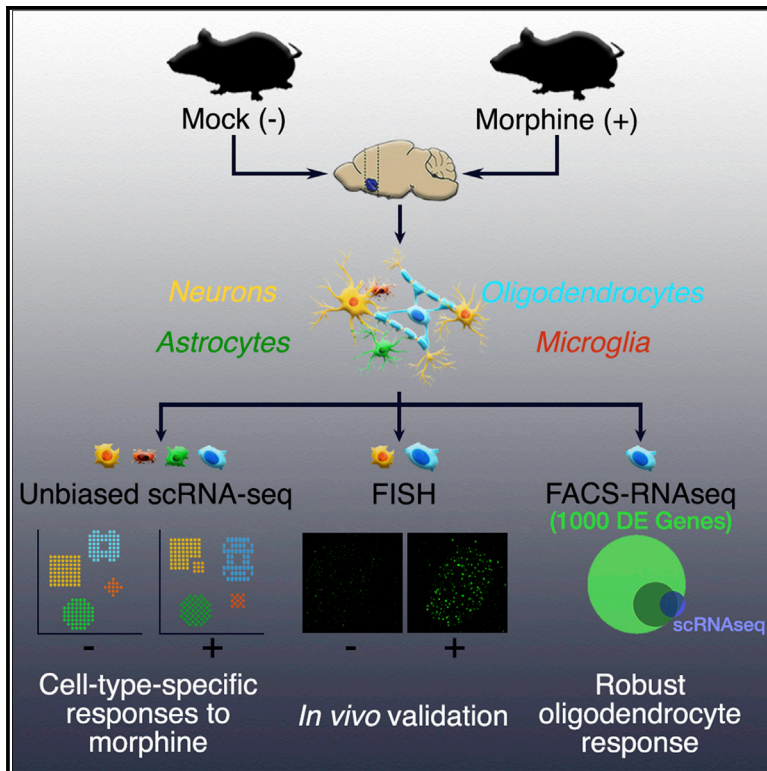 Mock (-)
Morphine (+)
Neurons
Oligodendrocytes
Astrocytes
Microglia
Unbiased scRNA-seq
FISH
FACS-RNAseq
(1000 DE Genes)
scRNAseq
-
+
-
+
Cell-type-specific
responses to
morphine
In vivo validation
Robust
oligodendrocyte
response